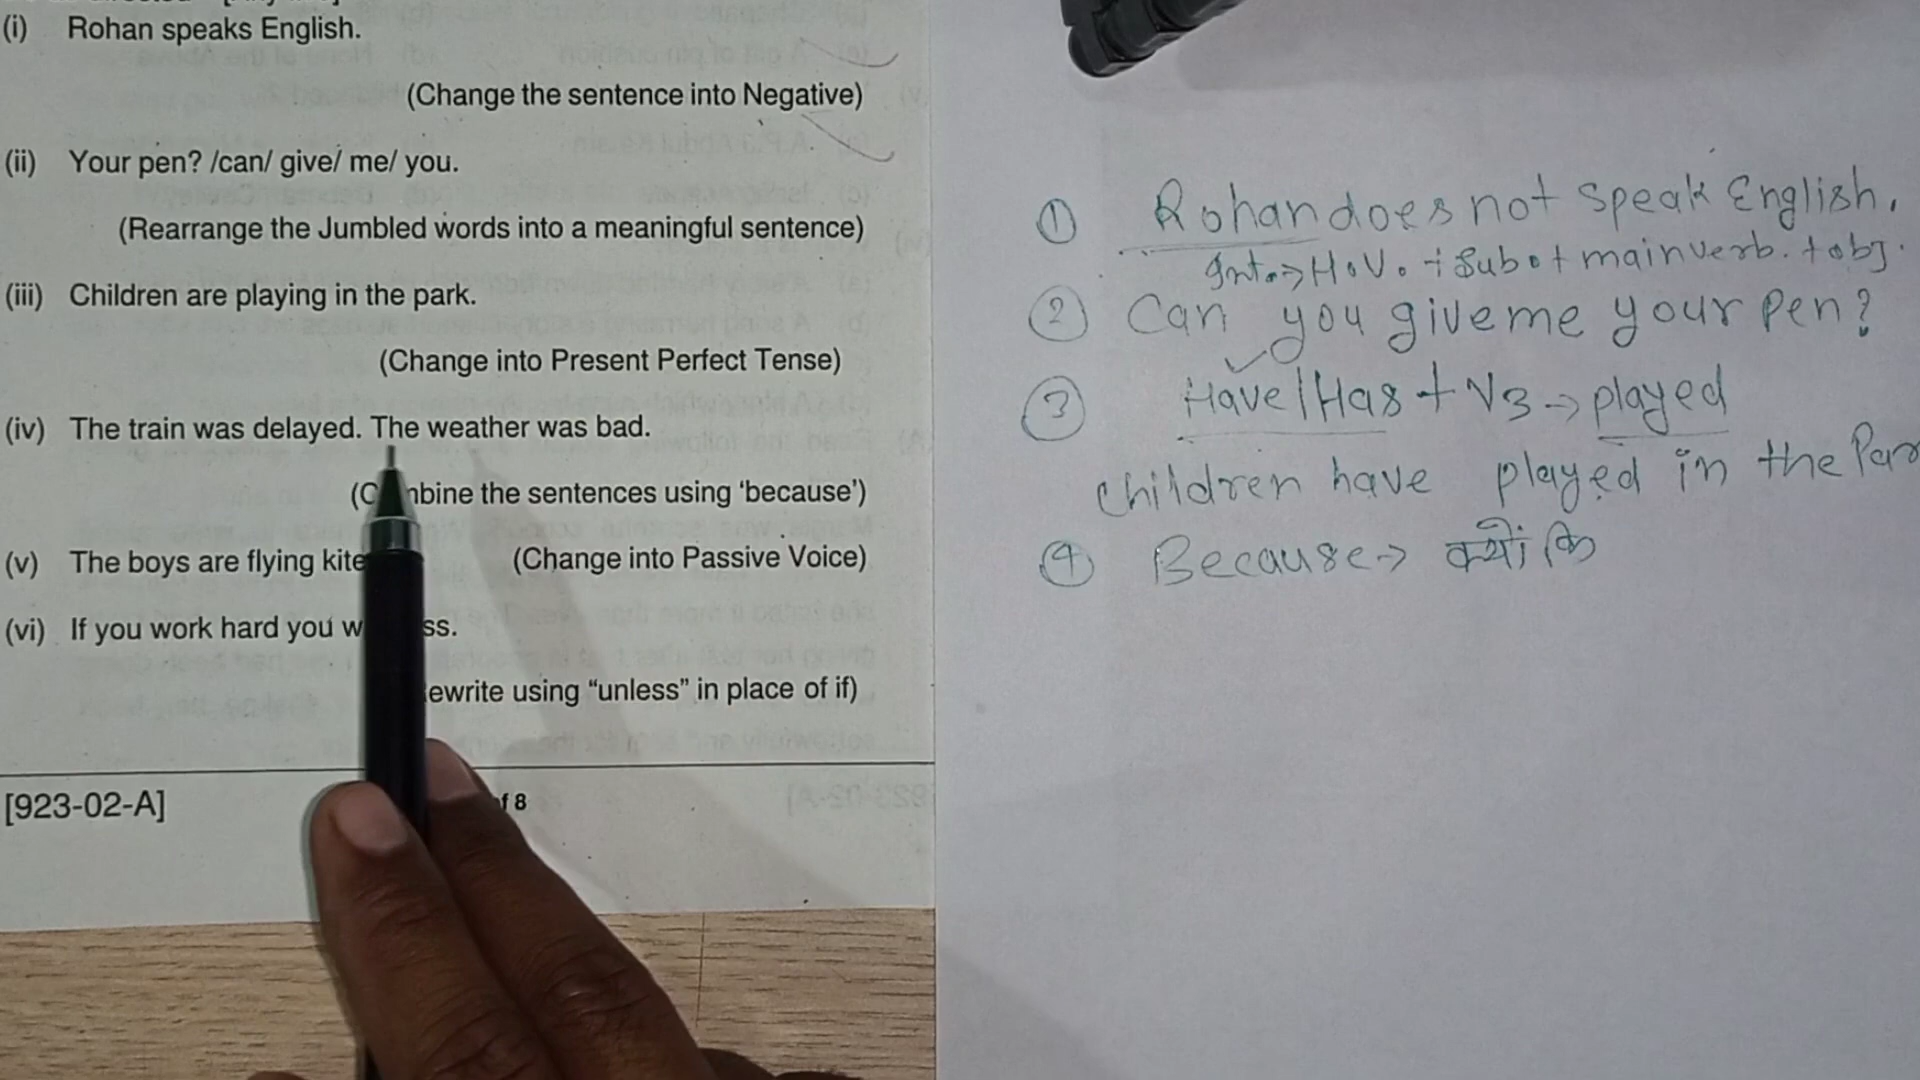 (i) Rohan speaks English.
(Change the sentence into Negative)
(ii) Your pen? /can/ give/ me/ you.
(Rearrange the Jumbled words into a meaningful sentence)
(iii) Children are playing in the park.
(Change into Present Perfect Tense)
(iv) The train was delayed. The weather was bad.
the sentences using ‘because’)
(v) The boys are flying (Change into Passive Voice)
(vi) If you work hard you
using “unless” in place of if)
[923-02-A] 8
① Rohan does not speak English.
Int.→ H.V. + Sub. + main verb. + obj.
② Can you give me your pen?
③ Have/Has + V3 → played
children have played in the
④ Because → क्योंकि